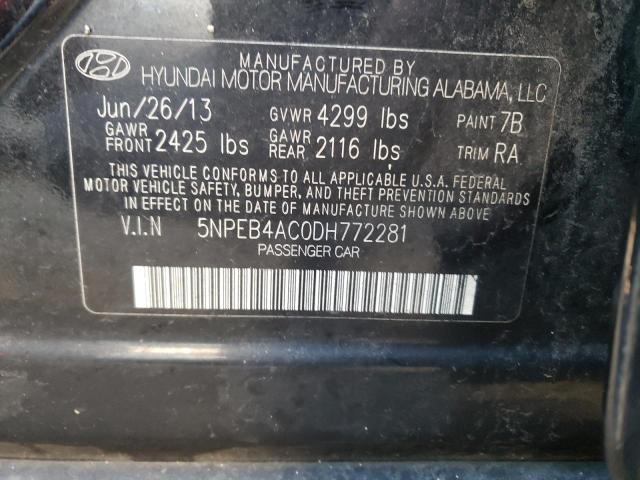 MANUFACTURED BY
HYUNDAI MOTOR MANUFACTURING ALABAMA, LLC
Jun/26/13 GVWR 4299 lbs PAINT 7B
GAWR FRONT 2425 lbs GAWR REAR 2116 lbs TRIM RA
THIS VEHICLE CONFORMS TO ALL APPLICABLE U.S.A. FEDERAL
MOTOR VEHICLE SAFETY, BUMPER, AND THEFT PREVENTION STANDARDS
IN EFFECT ON THE DATE OF MANUFACTURE SHOWN ABOVE
V.I.N 5NPEB4AC0DH772281
PASSENGER CAR